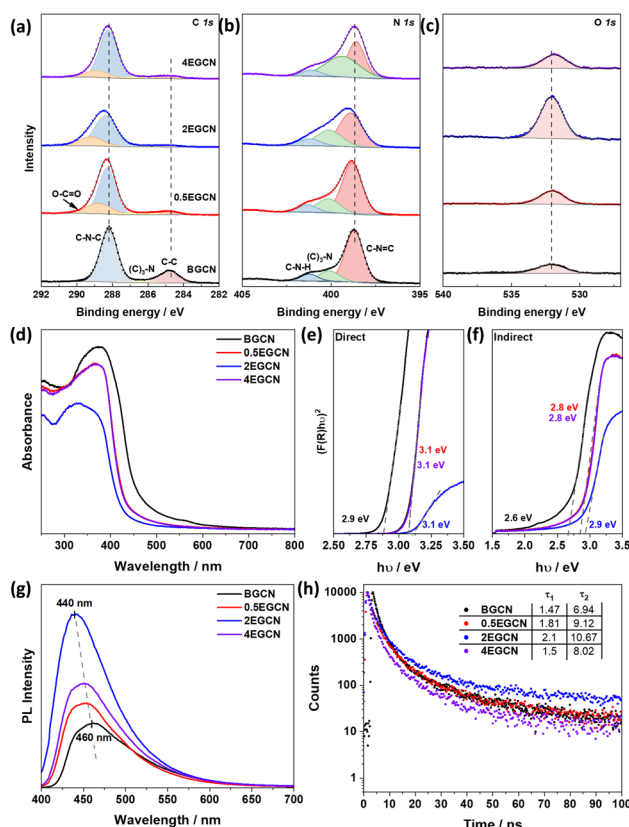 (a) C 1s
4EGCN
2EGCN
O-C=O
0.5EGCN
C-N-C
(C)₃-N
C-C
BGCN
292 290 288 286 284 282
Binding energy / eV
Intensity
(b) N 1s
(C)₃-N
C-N=C
C-N-H
405 400 395
Binding energy / eV
(c) O 1s
540 535 530
Binding energy / eV
(d)
BGCN
0.5EGCN
2EGCN
4EGCN
Absorbance
300 400 500 600 700 800
Wavelength / nm
(e) Direct
(F(R)hυ)²
3.1 eV
3.1 eV
2.9 eV
3.1 eV
2.50 2.75 3.00 3.25 3.50
hυ / eV
(f) Indirect
2.8 eV
2.8 eV
2.6 eV
2.9 eV
1.5 2.0 2.5 3.0 3.5
hυ / eV
(g)
440 nm
BGCN
0.5EGCN
2EGCN
4EGCN
460 nm
PL Intensity
400 450 500 550 600 650 700
Wavelength / nm
(h)
τ₁ τ₂
BGCN 1.47 6.94
0.5EGCN 1.81 9.12
2EGCN 2.1 10.67
4EGCN 1.5 8.02
10000
1000
100
10
1
Counts
0 10 20 30 40 50 60 70 80 90 100
Time / ns